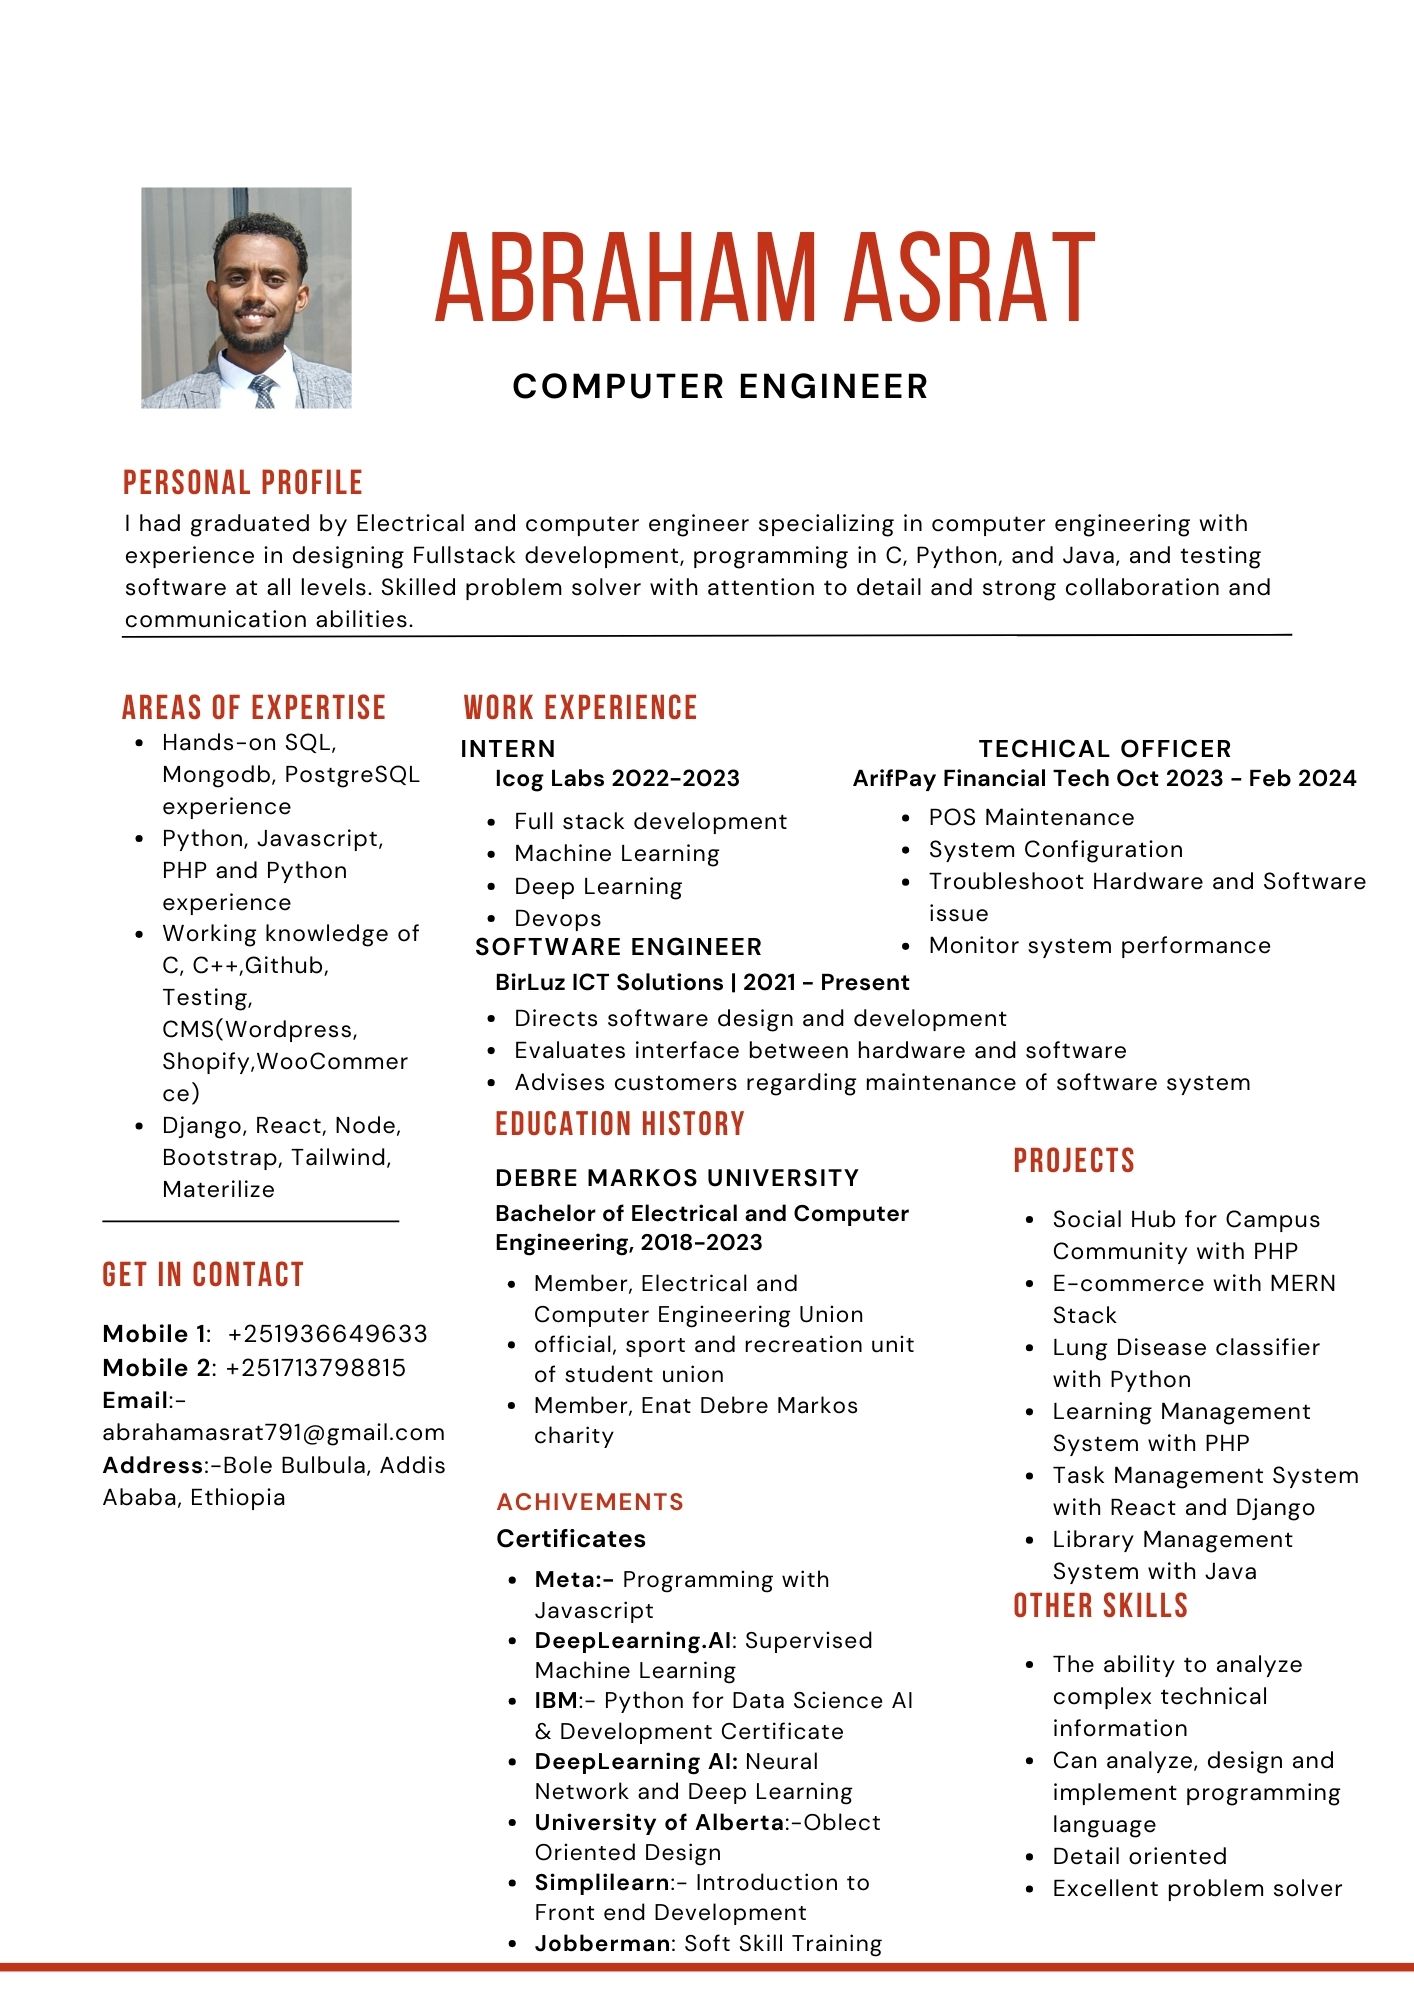 ABRAHAM ASRAT
COMPUTER ENGINEER
PERSONAL PROFILE
I had graduated by Electrical and computer engineer specializing in computer engineering with
experience in designing Fullstack development, programming in C, Python, and Java, and testing
software at all levels. Skilled problem solver with attention to detail and strong collaboration and
communication abilities.
AREAS OF EXPERTISE
• Hands-on SQL,
Mongodb, PostgreSQL
experience
• Python, Javascript,
PHP and Python
experience
• Working knowledge of
C, C++,Github,
Testing,
CMS(Wordpress,
Shopify,WooCommer
ce)
• Django, React, Node,
Bootstrap, Tailwind,
Materilize
GET IN CONTACT
Mobile 1: +251936649633
Mobile 2: +251713798815
Email:-
abrahamasrat791@gmail.com
Address:-Bole Bulbula, Addis
Ababa, Ethiopia
WORK EXPERIENCE
INTERN
Icog Labs 2022-2023
• Full stack development
• Machine Learning
• Deep Learning
• Devops
TECHICAL OFFICER
ArifPay Financial Tech Oct 2023 - Feb 2024
• POS Maintenance
• System Configuration
• Troubleshoot Hardware and Software
issue
• Monitor system performance
SOFTWARE ENGINEER
BirLuz ICT Solutions | 2021 - Present
• Directs software design and development
• Evaluates interface between hardware and software
• Advises customers regarding maintenance of software system
EDUCATION HISTORY
DEBRE MARKOS UNIVERSITY
Bachelor of Electrical and Computer
Engineering, 2018-2023
• Member, Electrical and
Computer Engineering Union
• official, sport and recreation unit
of student union
• Member, Enat Debre Markos
charity
ACHIVEMENTS
Certificates
• Meta:- Programming with
Javascript
• DeepLearning.AI: Supervised
Machine Learning
• IBM:- Python for Data Science AI
& Development Certificate
• DeepLearning AI: Neural
Network and Deep Learning
• University of Alberta:-Oblect
Oriented Design
• Simplilearn:- Introduction to
Front end Development
• Jobberman: Soft Skill Training
PROJECTS
• Social Hub for Campus
Community with PHP
• E-commerce with MERN
Stack
• Lung Disease classifier
with Python
• Learning Management
System with PHP
• Task Management System
with React and Django
• Library Management
System with Java
OTHER SKILLS
• The ability to analyze
complex technical
information
• Can analyze, design and
implement programming
language
• Detail oriented
• Excellent problem solver